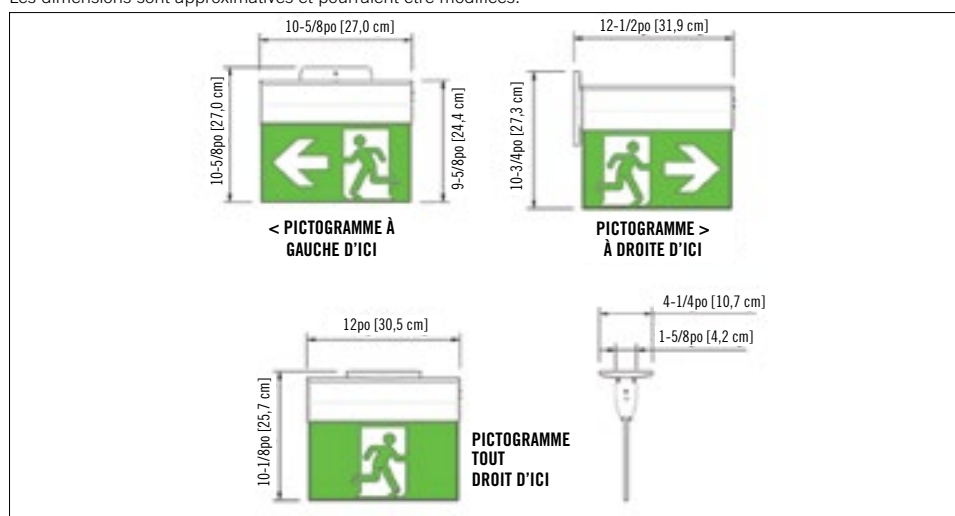 Les dimensions sont approximatives et pourraient être modifiées.
10-5/8po [27,0 cm]
10-5/8po [27,0 cm]
9-5/8po [24,4 cm]
< PICTOGRAMME À
GAUCHE D’ICI
12-1/2po [31,9 cm]
10-3/4po [27,3 cm]
PICTOGRAMME >
À DROITE D’ICI
12po [30,5 cm]
10-1/8po [25,7 cm]
PICTOGRAMME
TOUT
DROIT D’ICI
4-1/4po [10,7 cm]
1-5/8po [4,2 cm]